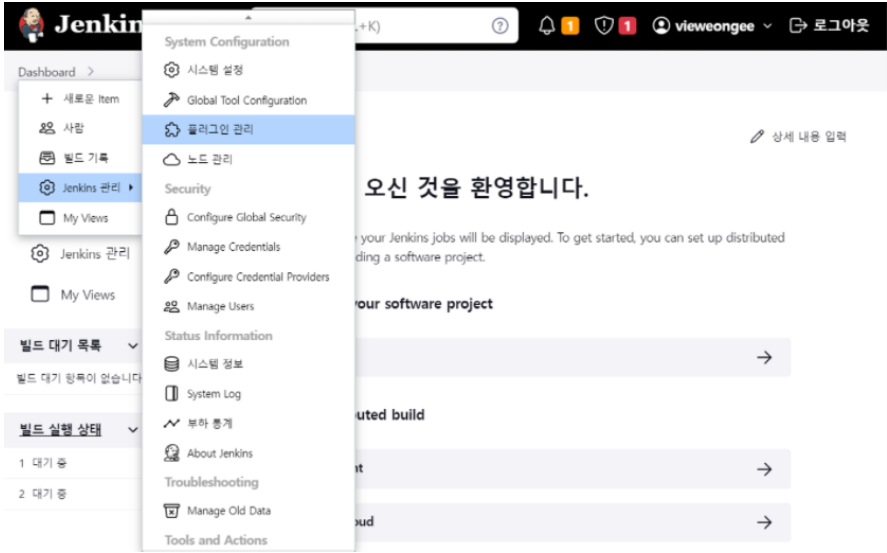 Jenkin
.+K)
1
1
vieweongee
로그아웃
Dashboard
새로운 Item
사람
빌드 기록
Jenkins 관리
My Views
System Configuration
시스템 설정
Global Tool Configuration
플러그인 관리
노드 관리
Security
Configure Global Security
Manage Credentials
Configure Credential Providers
Manage Users
Status Information
시스템 정보
System Log
부하 통계
About Jenkins
Troubleshooting
Manage Old Data
Tools and Actions
Jenkins 관리
My Views
빌드 대기 목록
빌드 대기 항목이 없습니다
빌드 실행 상태
1 대기 중
2 대기 중
상세 내용 입력
오신 것을 환영합니다.
your Jenkins jobs will be displayed. To get started, you can set up distributed
ding a software project.
our software project
uted build
nt
oud